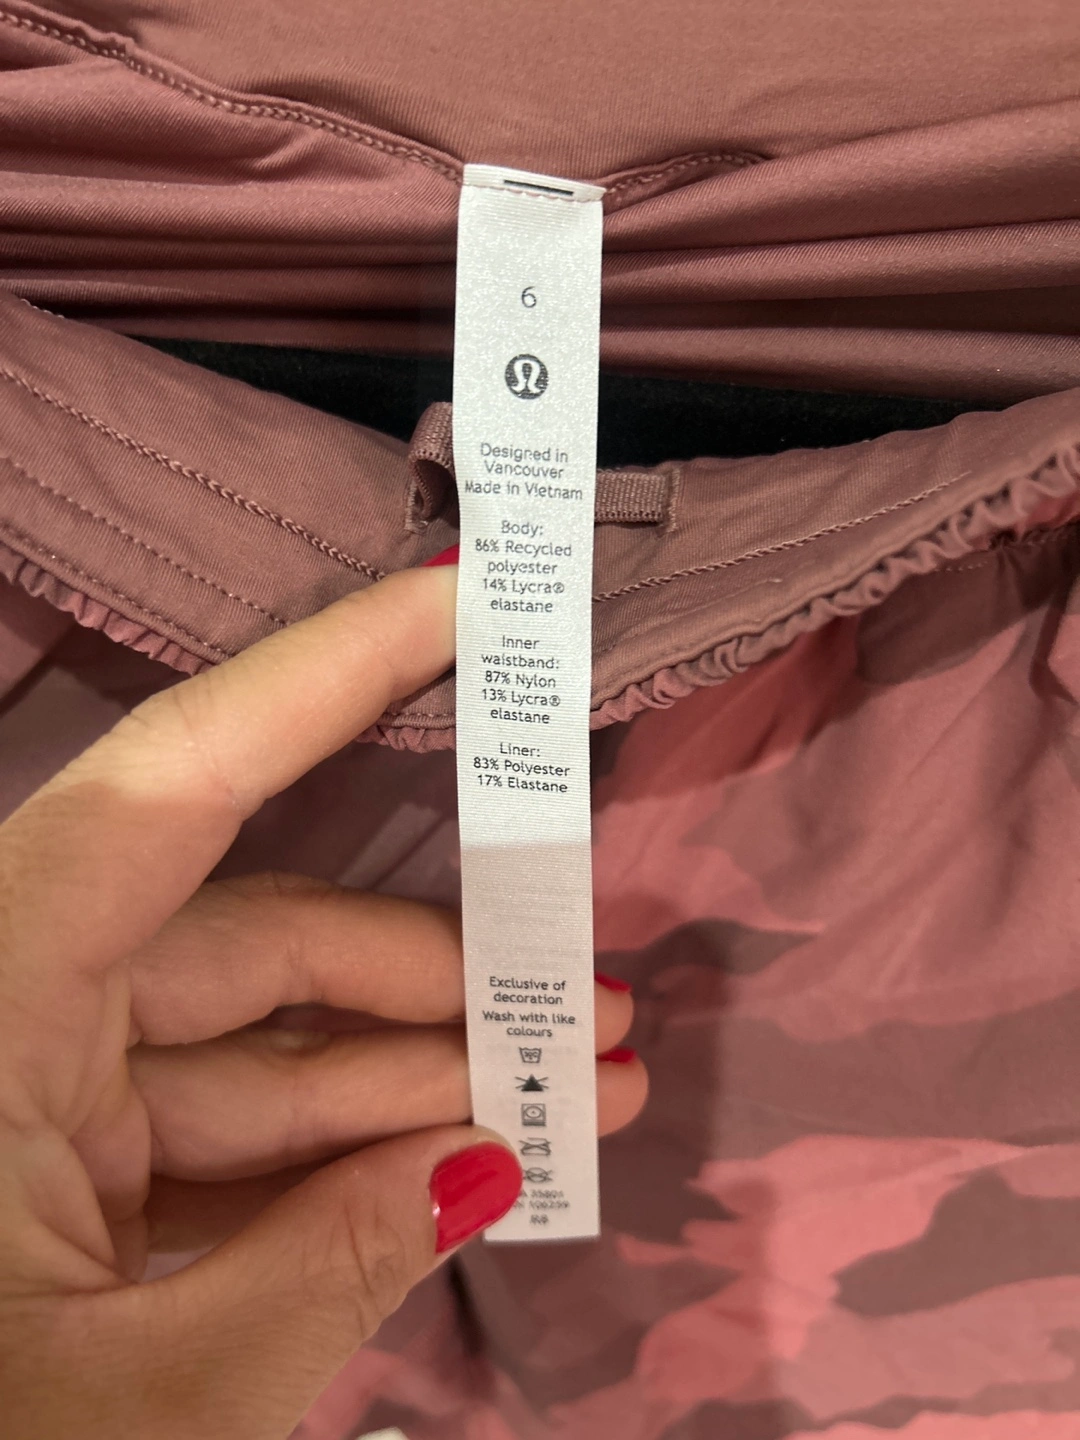 6
Designed in
Vancouver
Made in Vietnam
Body:
86% Recycled
polyester
14% Lycra®
elastane
Inner
waistband:
87% Nylon
13% Lycra®
elastane
Liner:
83% Polyester
17% Elastane
Exclusive of
decoration
Wash with like
colours